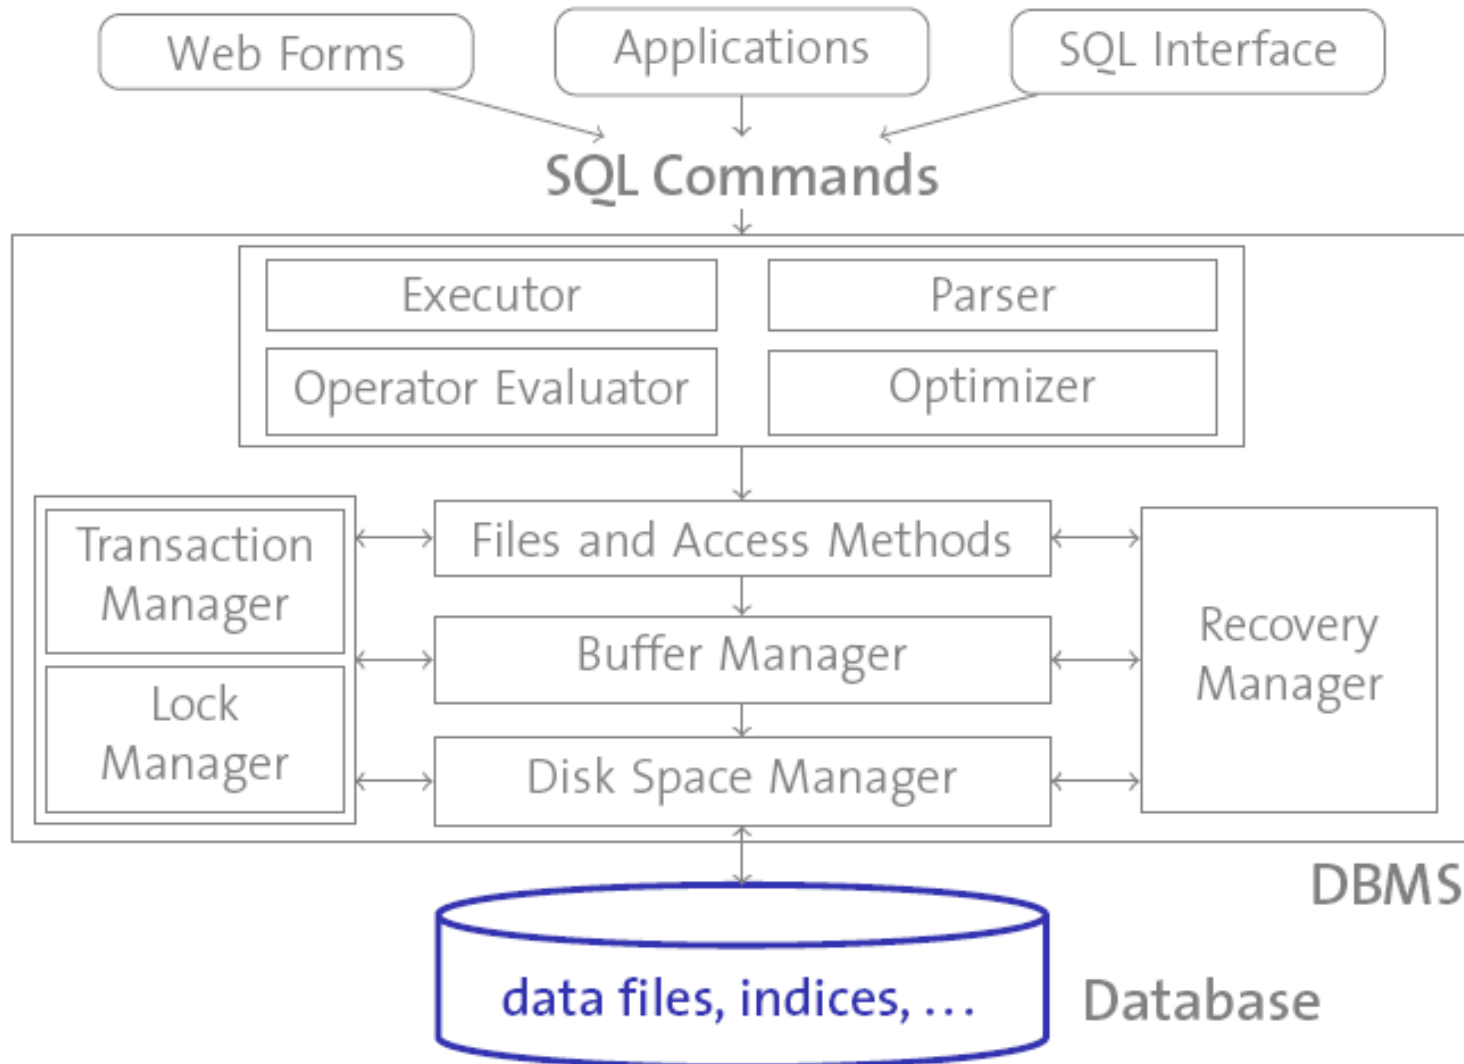 Web Forms
Applications
SQL Interface
SQL Commands
Executor
Parser
Operator Evaluator
Optimizer
Transaction
Manager
Lock
Manager
Files and Access Methods
Buffer Manager
Disk Space Manager
Recovery
Manager
DBMS
data files, indices, ...
Database